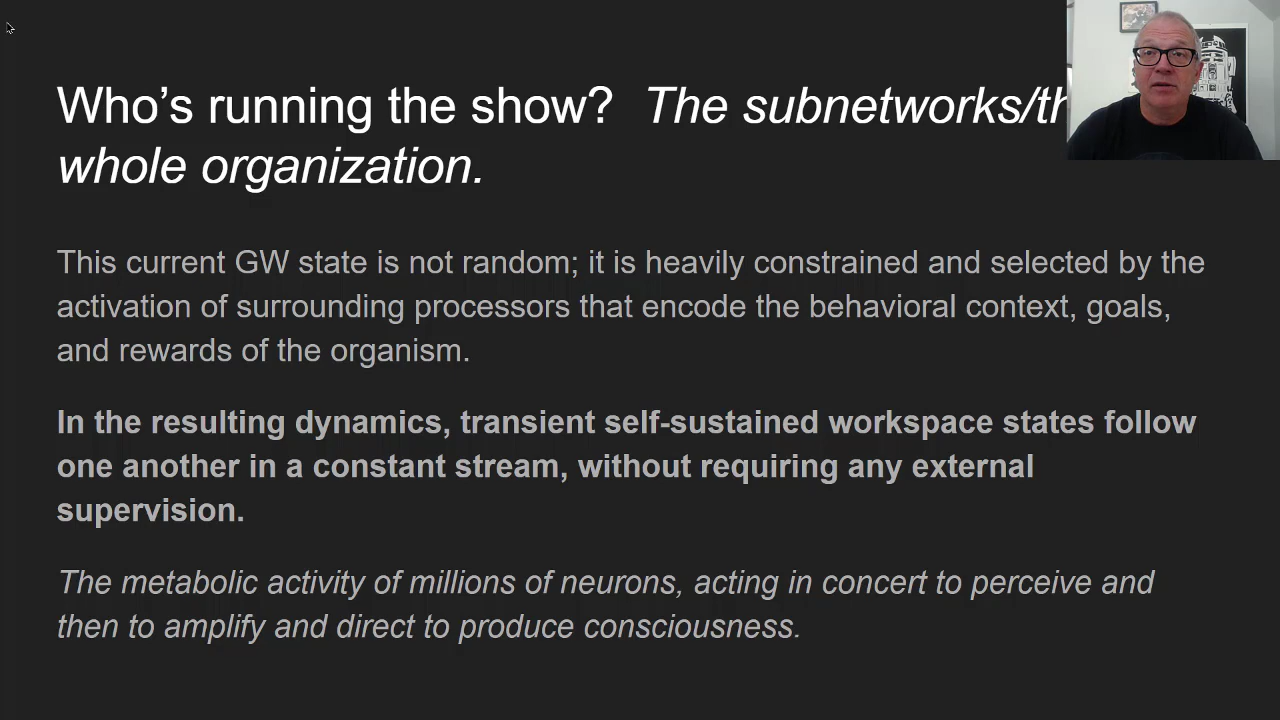 Who’s running the show? The subnetworks/th
whole organization.
This current GW state is not random; it is heavily constrained and selected by the
activation of surrounding processors that encode the behavioral context, goals,
and rewards of the organism.
In the resulting dynamics, transient self-sustained workspace states follow
one another in a constant stream, without requiring any external
supervision.
The metabolic activity of millions of neurons, acting in concert to perceive and
then to amplify and direct to produce consciousness.